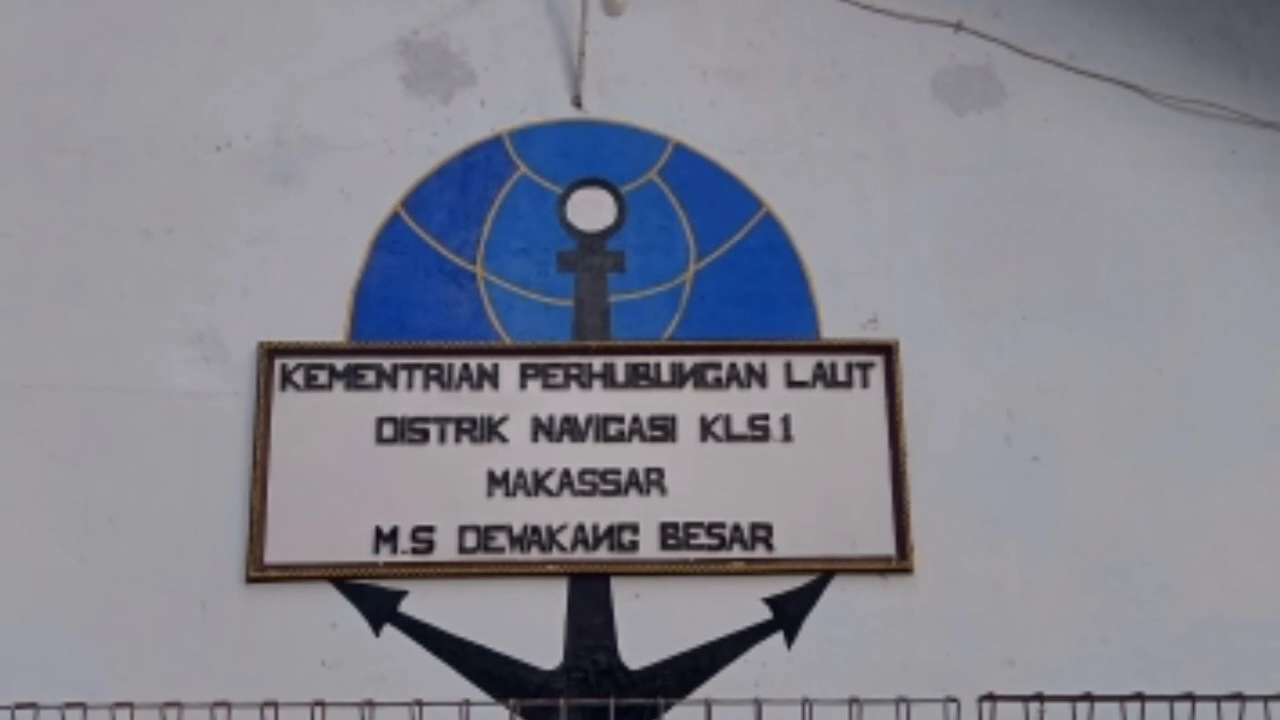 KEMENTRIAN PERHUBUNGAN LAUT
DISTRIK NAVIGASI KLS.1
MAKASSAR
M.S DEWAKANG BESAR